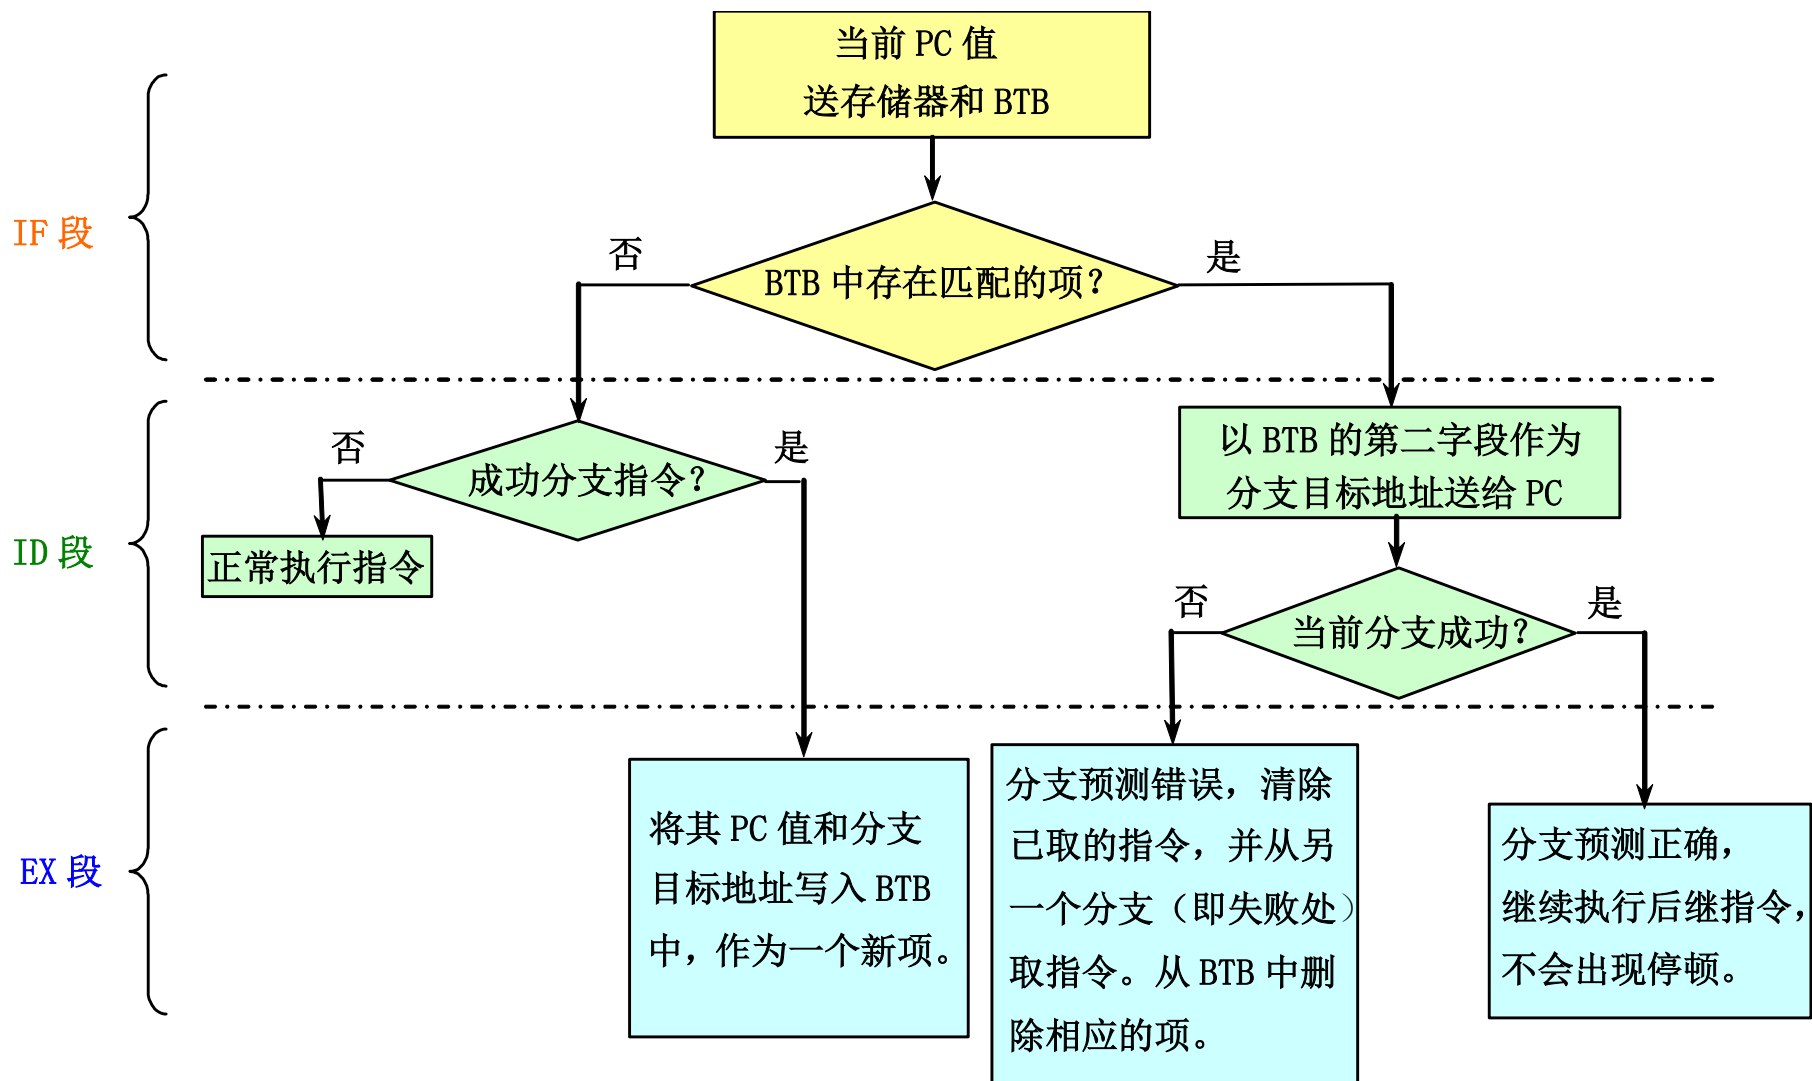 当前 PC 值
送存储器和 BTB
IF 段
否
是
BTB 中存在匹配的项？
ID 段
否
成功分支指令？
是
正常执行指令
以 BTB 的第二字段作为
分支目标地址送给 PC
否
当前分支成功？
是
EX 段
将其 PC 值和分支
目标地址写入 BTB
中，作为一个新项。
分支预测错误，清除
已取的指令，并从另
一个分支（即失败处）
取指令。从 BTB 中删
除相应的项。
分支预测正确，
继续执行后继指令，
不会出现停顿。